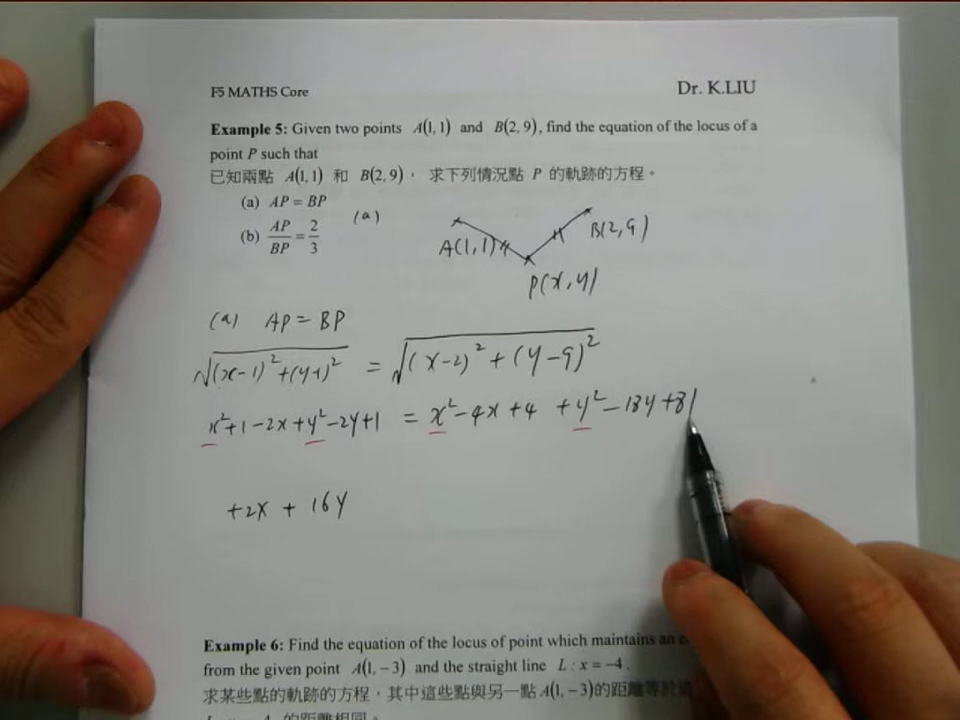 F5 MATHS Core
Dr. K.LIU
Example 5: Given two points A(1, 1) and B(2, 9), find the equation of the locus of a
point P such that
已知兩點 A(1, 1) 和 B(2, 9)， 求下列情況點 P 的軌跡的方程。
(a) AP = BP
(b) AP/BP = 2/3
(a)
A(1,1)
B(2,9)
P(x,y)
(a) AP = BP
√((x-1)²+(y-1)²) = √((x-2)²+(y-9)²)
x²+1-2x+y²-2y+1 = x²-4x+4+y²-18y+81
+2x + 16y
Example 6: Find the equation of the locus of point which maintains an
from the given point A(1, −3) and the straight line L : x = −4.
求某些點的軌跡的方程，其中這些點與另一點 A(1, −3)的距離等於
的距離相同。